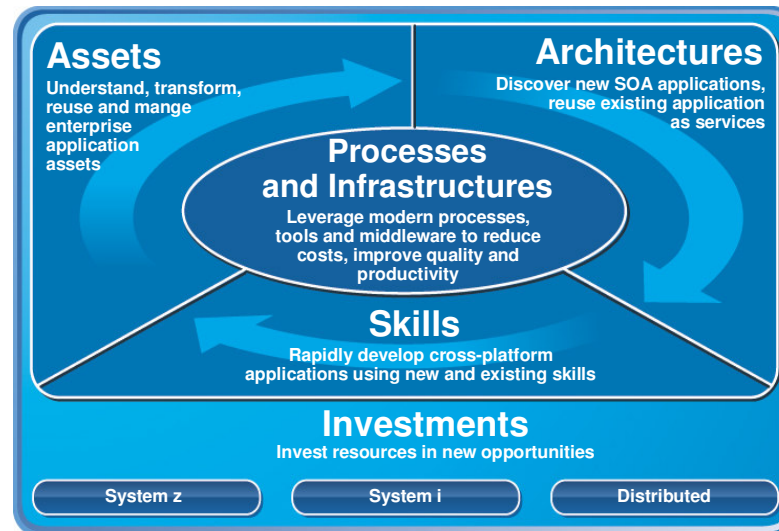 Assets
Understand, transform,
reuse and mange
enterprise
application
assets
Architectures
Discover new SOA applications,
reuse existing application
as services
Processes
and Infrastructures
Leverage modern processes,
tools and middleware to reduce
costs, improve quality and
productivity
Skills
Rapidly develop cross-platform
applications using new and existing skills
Investments
Invest resources in new opportunities
System z
System i
Distributed